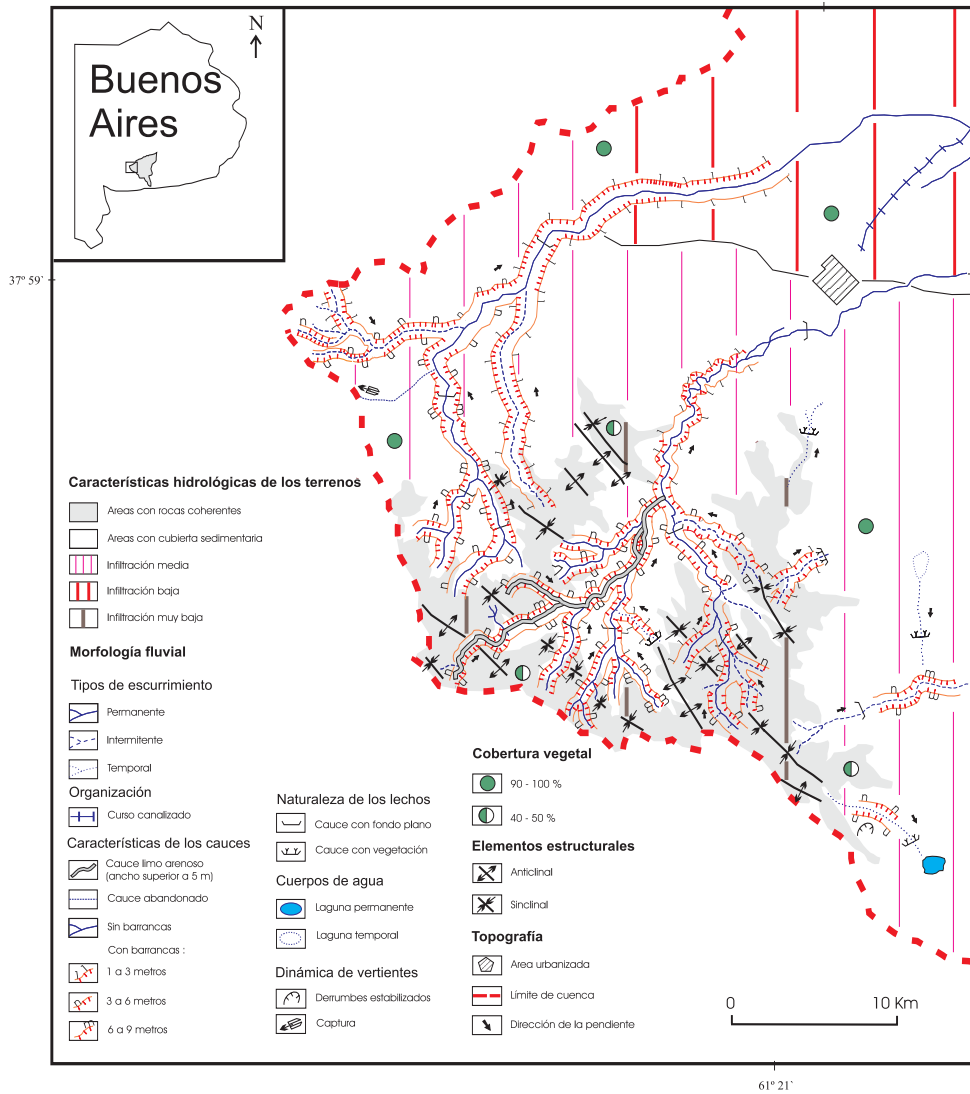 N
Buenos
Aires
37º 59`
Características hidrológicas de los terrenos
Areas con rocas coherentes
Areas con cubierta sedimentaria
Infiltración media
Infiltración baja
Infiltración muy baja
Morfología fluvial
Tipos de escurrimiento
Permanente
Intermitente
Temporal
Organización
Curso canalizado
Características de los cauces
Cauce limo arenoso
(ancho superior a 5 m)
Cauce abandonado
Sin barrancas
Con barrancas :
1 a 3 metros
3 a 6 metros
6 a 9 metros
Naturaleza de los lechos
Cauce con fondo plano
Cauce con vegetación
Cuerpos de agua
Laguna permanente
Laguna temporal
Dinámica de vertientes
Derrumbes estabilizados
Captura
Cobertura vegetal
90 - 100 %
40 - 50 %
Elementos estructurales
Anticlinal
Sinclinal
Topografía
Area urbanizada
Límite de cuenca
Dirección de la pendiente
0 10 Km
61º 21`